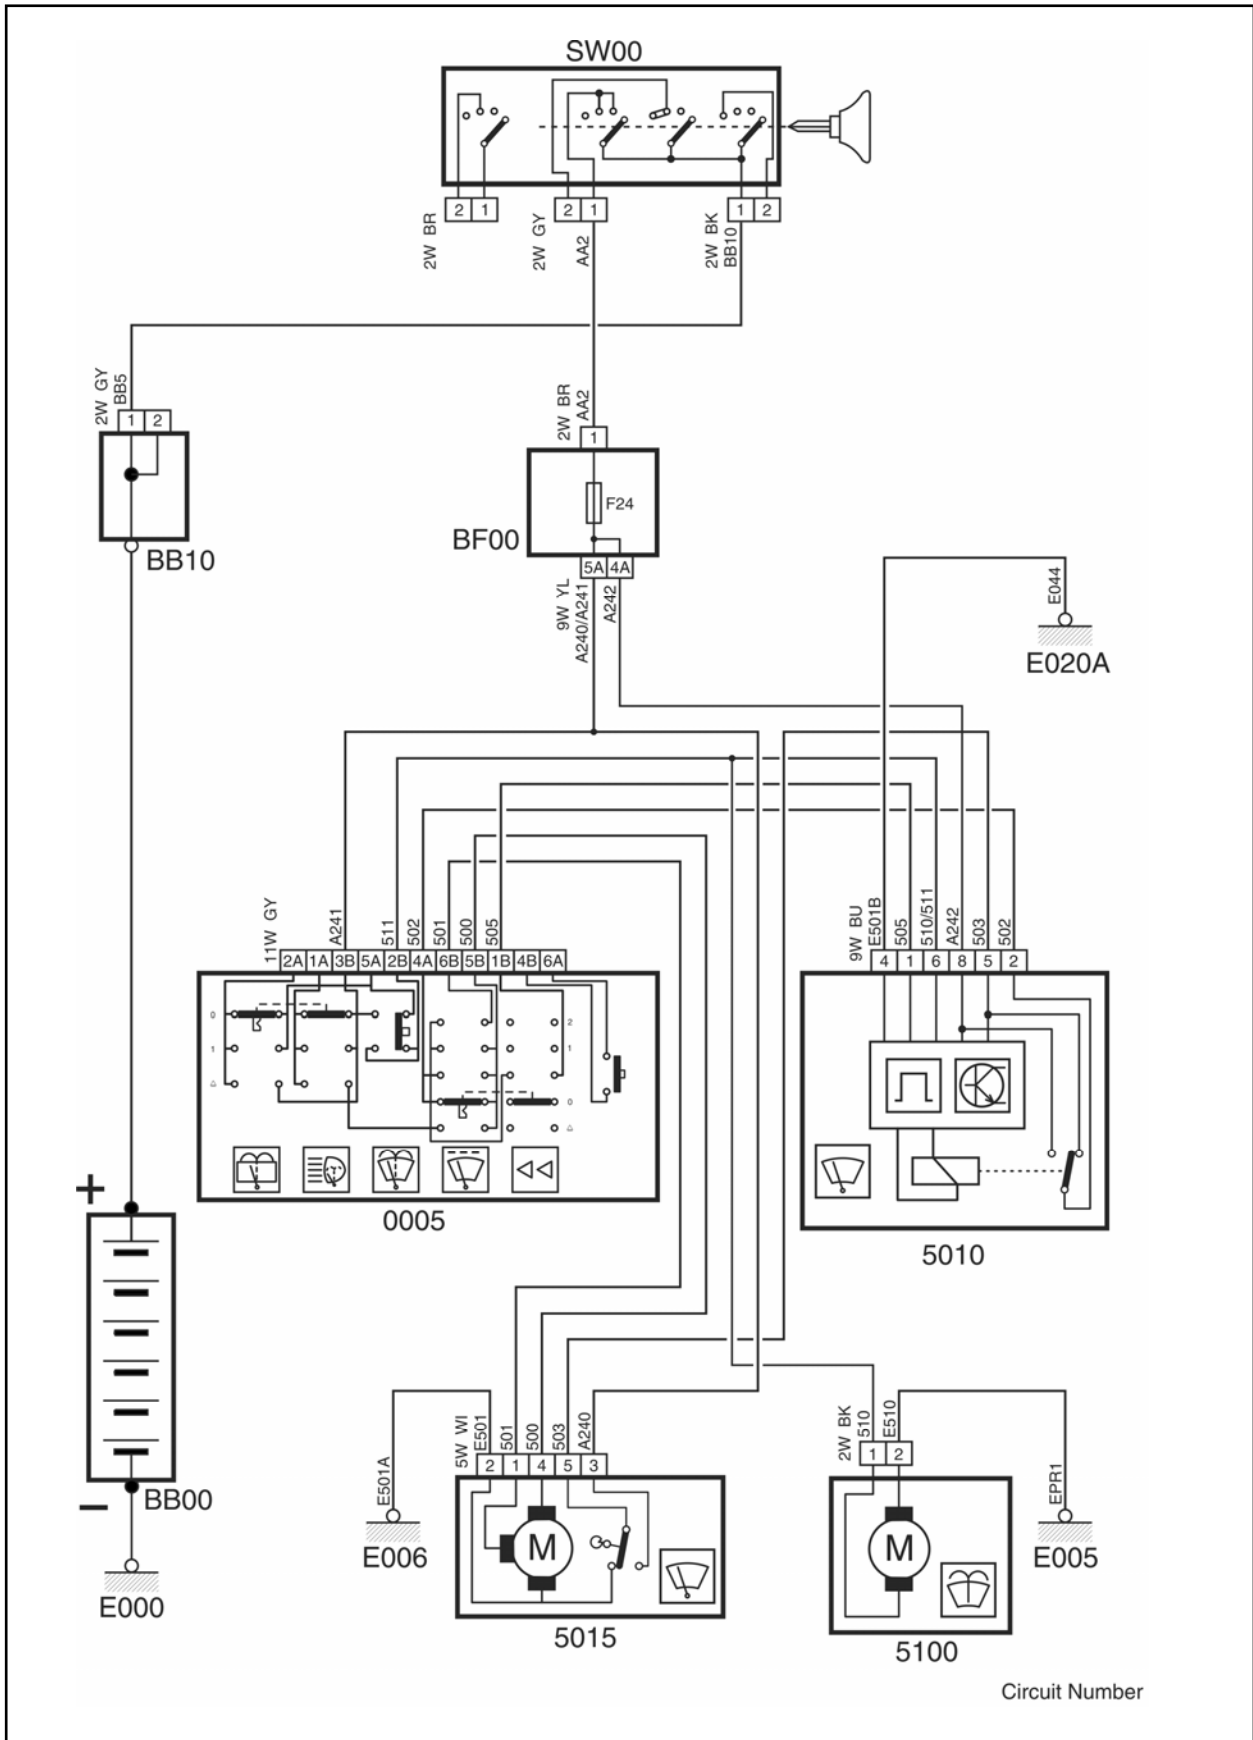 SW00
2 1
2 1
1 2
2W BR
2W GY
AA2
2W BK
BB10
2W GY
BB5
1 2
BB10
2W BR
AA2
1
F24
BF00
5A 4A
9W YL
A240/A241
A242
E044
E020A
11W GY
A241
511
502
501
500
505
2A 1A 3B 5A 2B 4A 6B 5B 1B 4B 6A
0
1
2
1
0
0005
9W BU
E501B
505
510/511
A242
503
502
4 1 6 8 5 2
5010
+
−
BB00
E000
E501A
E006
5W WI
E501
501
500
503
A240
2 1 4 5 3
M
5015
2W BK
510
E510
1 2
M
5100
EPR1
E005
Circuit Number